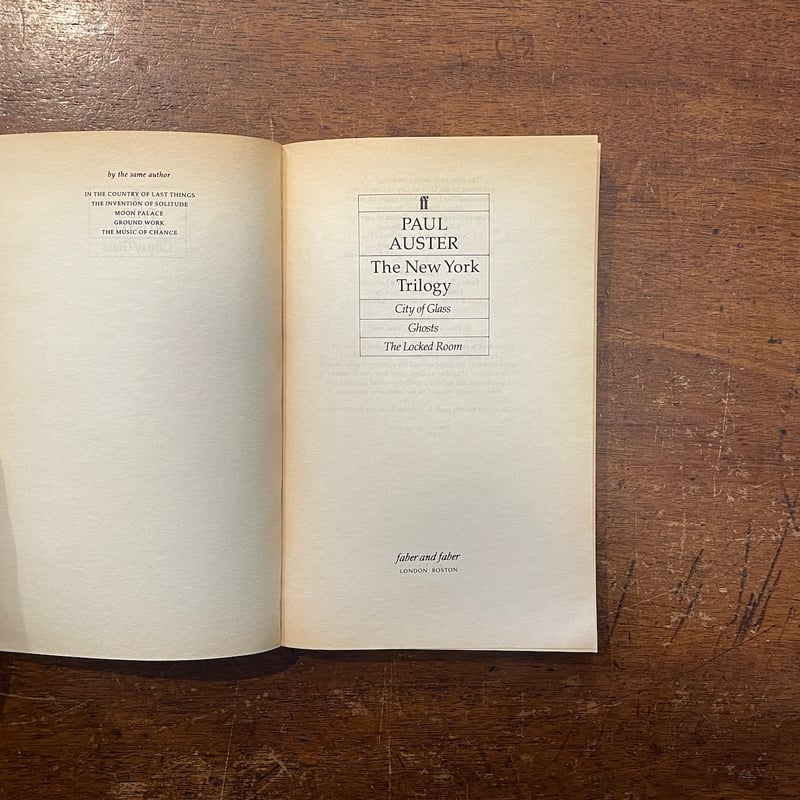 by the same author
IN THE COUNTRY OF LAST THINGS
THE INVENTION OF SOLITUDE
MOON PALACE
GROUND WORK
THE MUSIC OF CHANCE
ff
PAUL
AUSTER
The New York
Trilogy
City of Glass
Ghosts
The Locked Room
faber and faber
LONDON · BOSTON